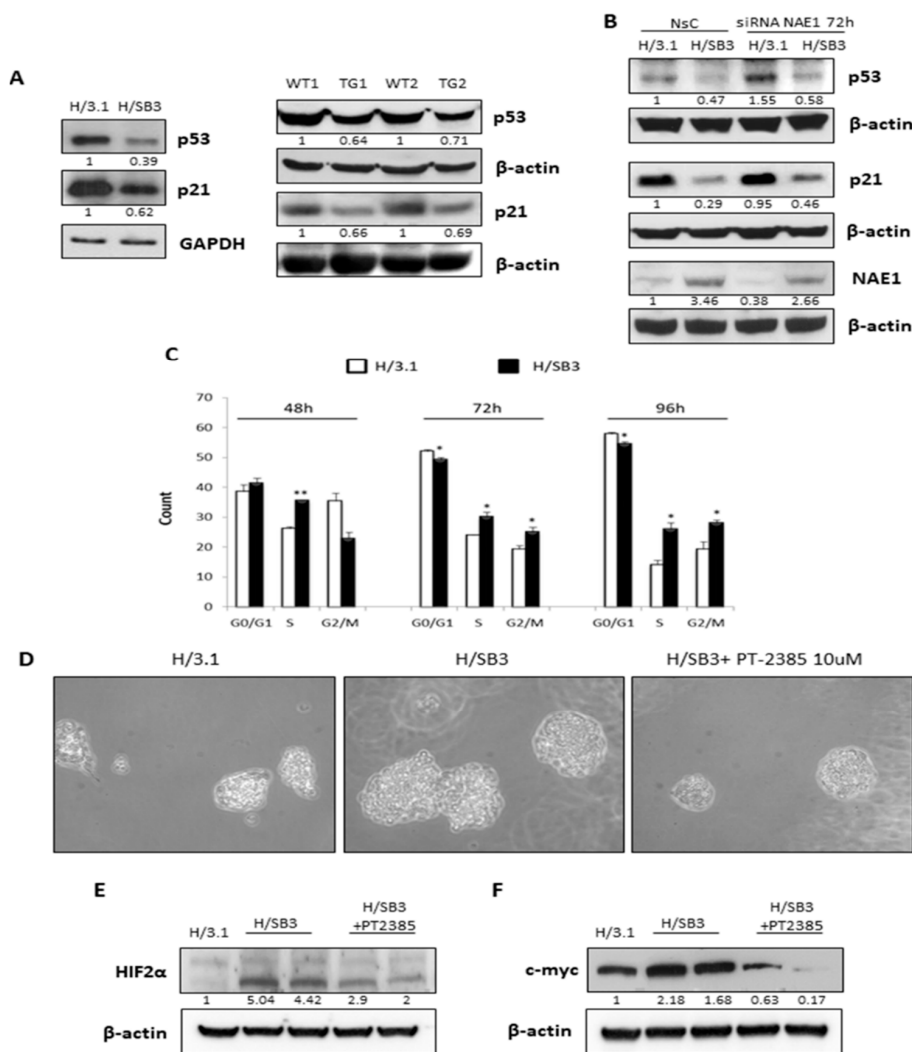 A
H/3.1 H/SB3
p53
1 0.39
p21
1 0.62
GAPDH
WT1 TG1 WT2 TG2
p53
1 0.64 1 0.71
β-actin
p21
1 0.66 1 0.69
β-actin
B
NsC siRNA NAE1 72h
H/3.1 H/SB3 H/3.1 H/SB3
p53
1 0.47 1.55 0.58
β-actin
p21
1 0.29 0.95 0.46
β-actin
NAE1
1 3.46 0.38 2.66
β-actin
C
H/3.1 H/SB3
48h 72h 96h
70
60
50
40
30
20
10
0
Count
* * ** * * * *
G0/G1 S G2/M G0/G1 S G2/M G0/G1 S G2/M
D
H/3.1 H/SB3 H/SB3+ PT-2385 10uM
E
H/3.1 H/SB3 H/SB3
+PT2385
HIF2α
1 5.04 4.42 2.9 2
β-actin
F
H/3.1 H/SB3 H/SB3
+PT2385
c-myc
1 2.18 1.68 0.63 0.17
β-actin